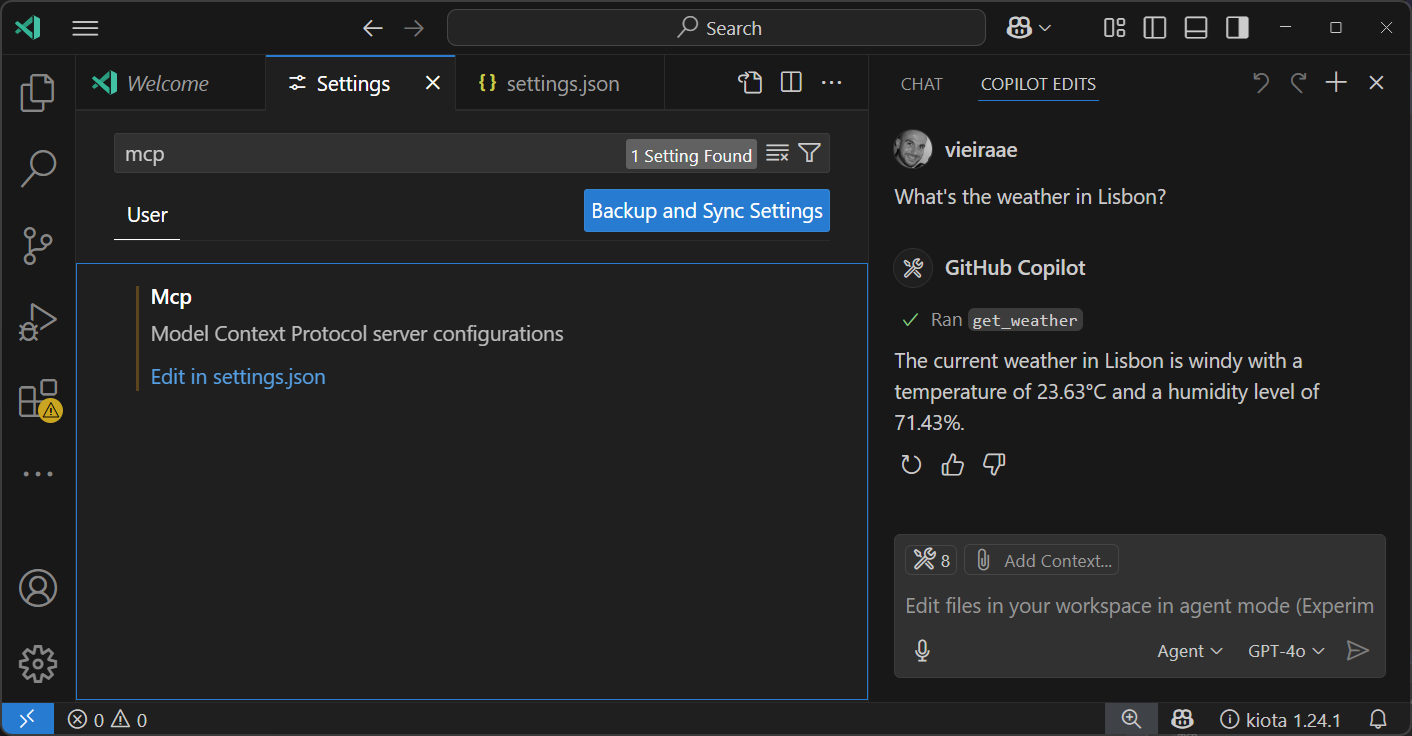 Search
Welcome
Settings
{} settings.json
mcp
1 Setting Found
User
Backup and Sync Settings
Mcp
Model Context Protocol server configurations
Edit in settings.json
CHAT
COPILOT EDITS
vieiraae
What's the weather in Lisbon?
GitHub Copilot
Ran get_weather
The current weather in Lisbon is windy with a
temperature of 23.63°C and a humidity level of
71.43%.
8
Add Context...
Edit files in your workspace in agent mode (Experim
Agent
GPT-4o
0 0
kiota 1.24.1